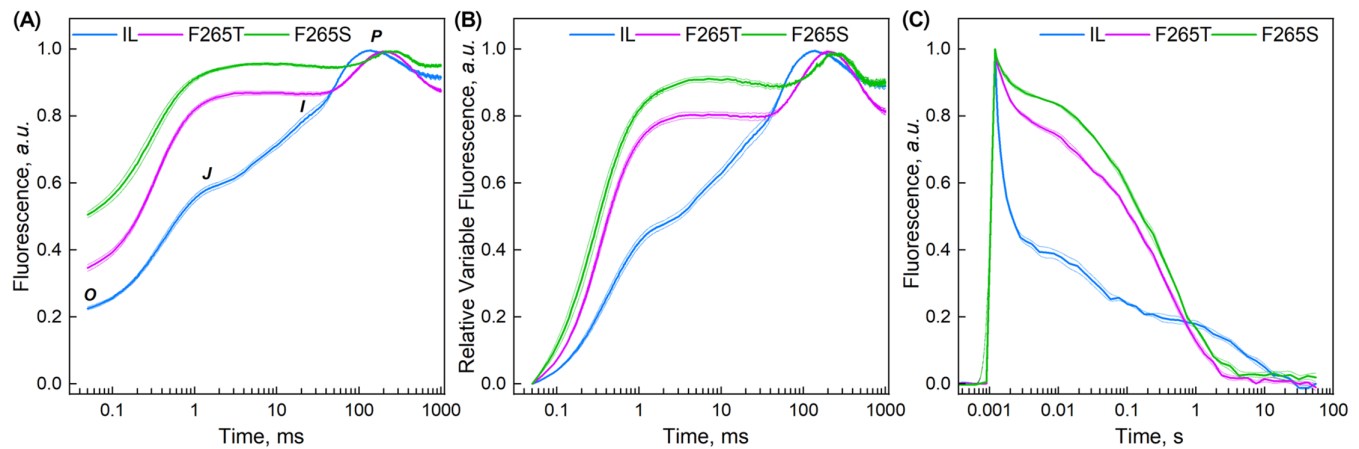 (A)
IL F265T F265S
P
I
J
O
Fluorescence, a.u.
1.0
0.8
0.6
0.4
0.2
0.0
0.1 1 10 100 1000
Time, ms
(B)
IL F265T F265S
Relative Variable Fluorescence, a.u.
1.0
0.8
0.6
0.4
0.2
0.0
0.1 1 10 100 1000
Time, ms
(C)
IL F265T F265S
Fluorescence, a.u.
1.0
0.8
0.6
0.4
0.2
0.0
0.001 0.01 0.1 1 10 100
Time, s